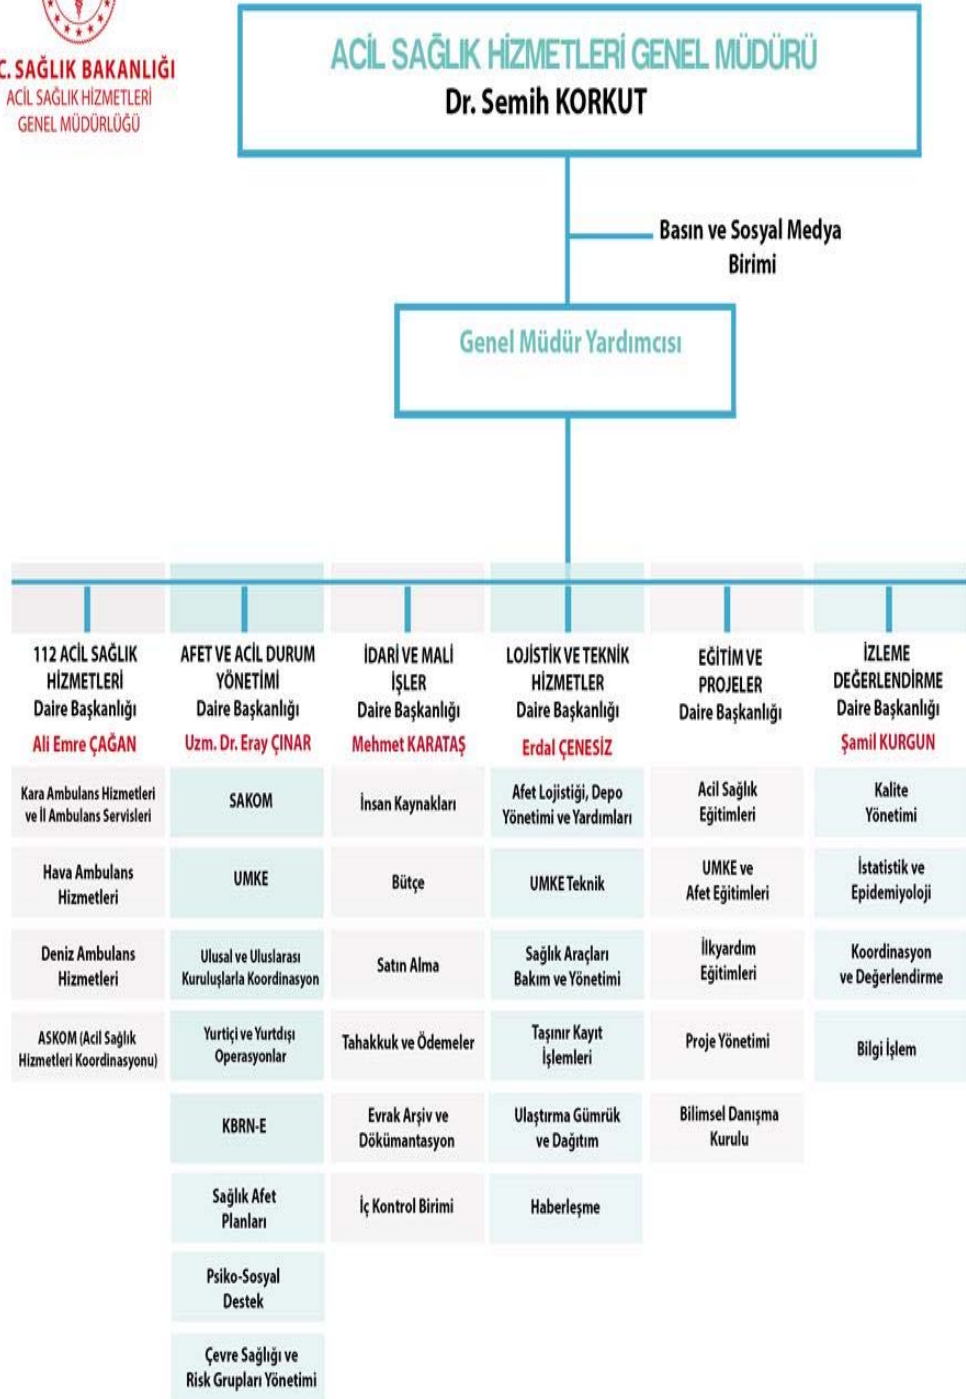 C. SAĞLIK BAKANLIĞI
ACİL SAĞLIK HİZMETLERİ
GENEL MÜDÜRLÜĞÜ
ACİL SAĞLIK HİZMETLERİ GENEL MÜDÜRÜ
Dr. Semih KORKUT
Basın ve Sosyal Medya
Birimi
Genel Müdür Yardımcısı
112 ACİL SAĞLIK
HİZMETLERİ
Daire Başkanlığı
Ali Emre ÇAĞAN
Kara Ambulans Hizmetleri
ve İl Ambulans Servisleri
Hava Ambulans
Hizmetleri
Deniz Ambulans
Hizmetleri
ASKOM (Acil Sağlık
Hizmetleri Koordinasyonu)
AFET VE ACİL DURUM
YÖNETİMİ
Daire Başkanlığı
Uzm. Dr. Eray ÇINAR
SAKOM
UMKE
Ulusal ve Uluslarası
Kuruluşlarla Koordinasyon
Yurtiçi ve Yurtdışı
Operasyonlar
KBRN-E
Sağlık Afet
Planları
Psiko-Sosyal
Destek
Çevre Sağlığı ve
Risk Grupları Yönetimi
İDARİ VE MALİ
İŞLER
Daire Başkanlığı
Mehmet KARATAŞ
İnsan Kaynakları
Bütçe
Satın Alma
Tahakkuk ve Ödemeler
Evrak Arşiv ve
Dökümantasyon
İç Kontrol Birimi
LOJİSTİK VE TEKNİK
HİZMETLER
Daire Başkanlığı
Erdal ÇENESİZ
Afet Lojistiği, Depo
Yönetimi ve Yardımları
UMKE Teknik
Sağlık Araçları
Bakım ve Yönetimi
Taşınır Kayıt
İşlemleri
Ulaştırma Gümrük
ve Dağıtım
Haberleşme
EĞİTİM VE
PROJELER
Daire Başkanlığı
Acil Sağlık
Eğitimleri
UMKE ve
Afet Eğitimleri
İlkyardım
Eğitimleri
Proje Yönetimi
Bilimsel Danışma
Kurulu
İZLEME
DEĞERLENDİRME
Daire Başkanlığı
Şamil KURGUN
Kalite
Yönetimi
İstatistik ve
Epidemiyoloji
Koordinasyon
ve Değerlendirme
Bilgi İşlem